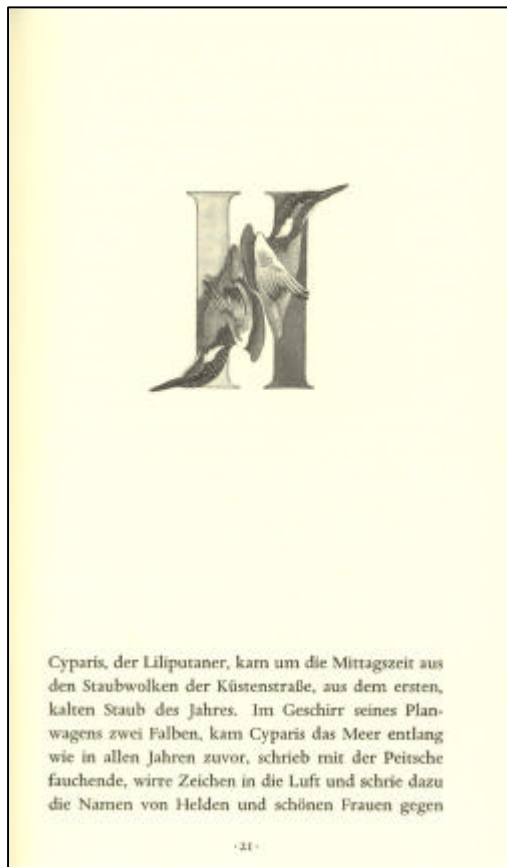 II
Cyparis, der Liliputaner, kam um die Mittagszeit aus
den Staubwolken der Küstenstraße, aus dem ersten,
kalten Staub des Jahres. Im Geschirr seines Plan-
wagens zwei Falben, kam Cyparis das Meer entlang
wie in allen Jahren zuvor, schrieb mit der Peitsche
fauchende, wirre Zeichen in die Luft und schrie dazu
die Namen von Helden und schönen Frauen gegen
· 21 ·